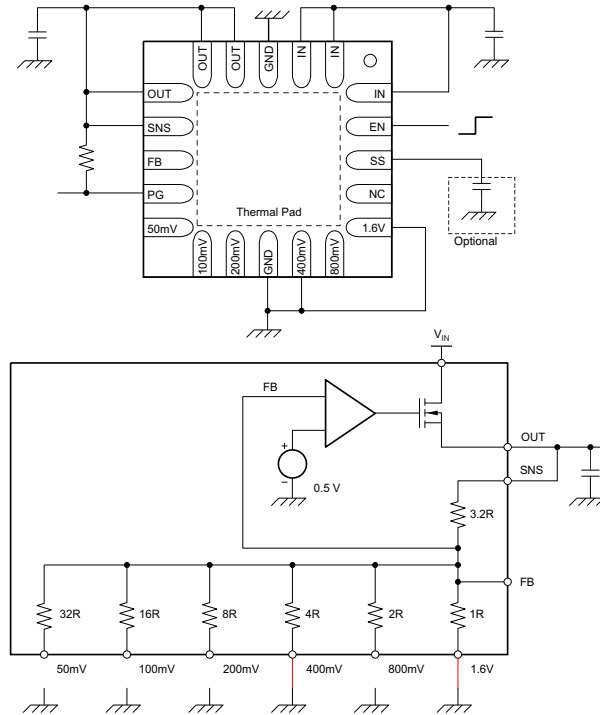 OUT
OUT
GND
IN
IN
OUT
SNS
FB
PG
50mV
IN
EN
SS
NC
1.6V
Thermal Pad
100mV
200mV
GND
400mV
800mV
Optional
VIN
FB
+
−
0.5 V
OUT
SNS
3.2R
FB
32R
16R
8R
4R
2R
1R
50mV
100mV
200mV
400mV
800mV
1.6V